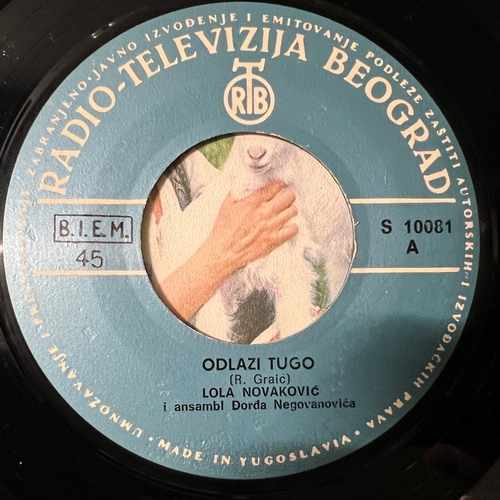 UMNOŽAVANJE I PRE ZABRANJENO • JAVNO IZVOĐENJE I EMITOVANJE PODLEŽE ZAŠTITI AUTORSKIH I IZVOĐAČKIH PRAVA •
RADIO-TELEVIZIJA BEOGRAD
RTB
B.I.E.M.
45
S 10081
A
ODLAZI TUGO
(R. Graic)
LOLA NOVAKOVIĆ
i ansambl Đorđa Negovanovića
MADE IN YUGOSLAVIA